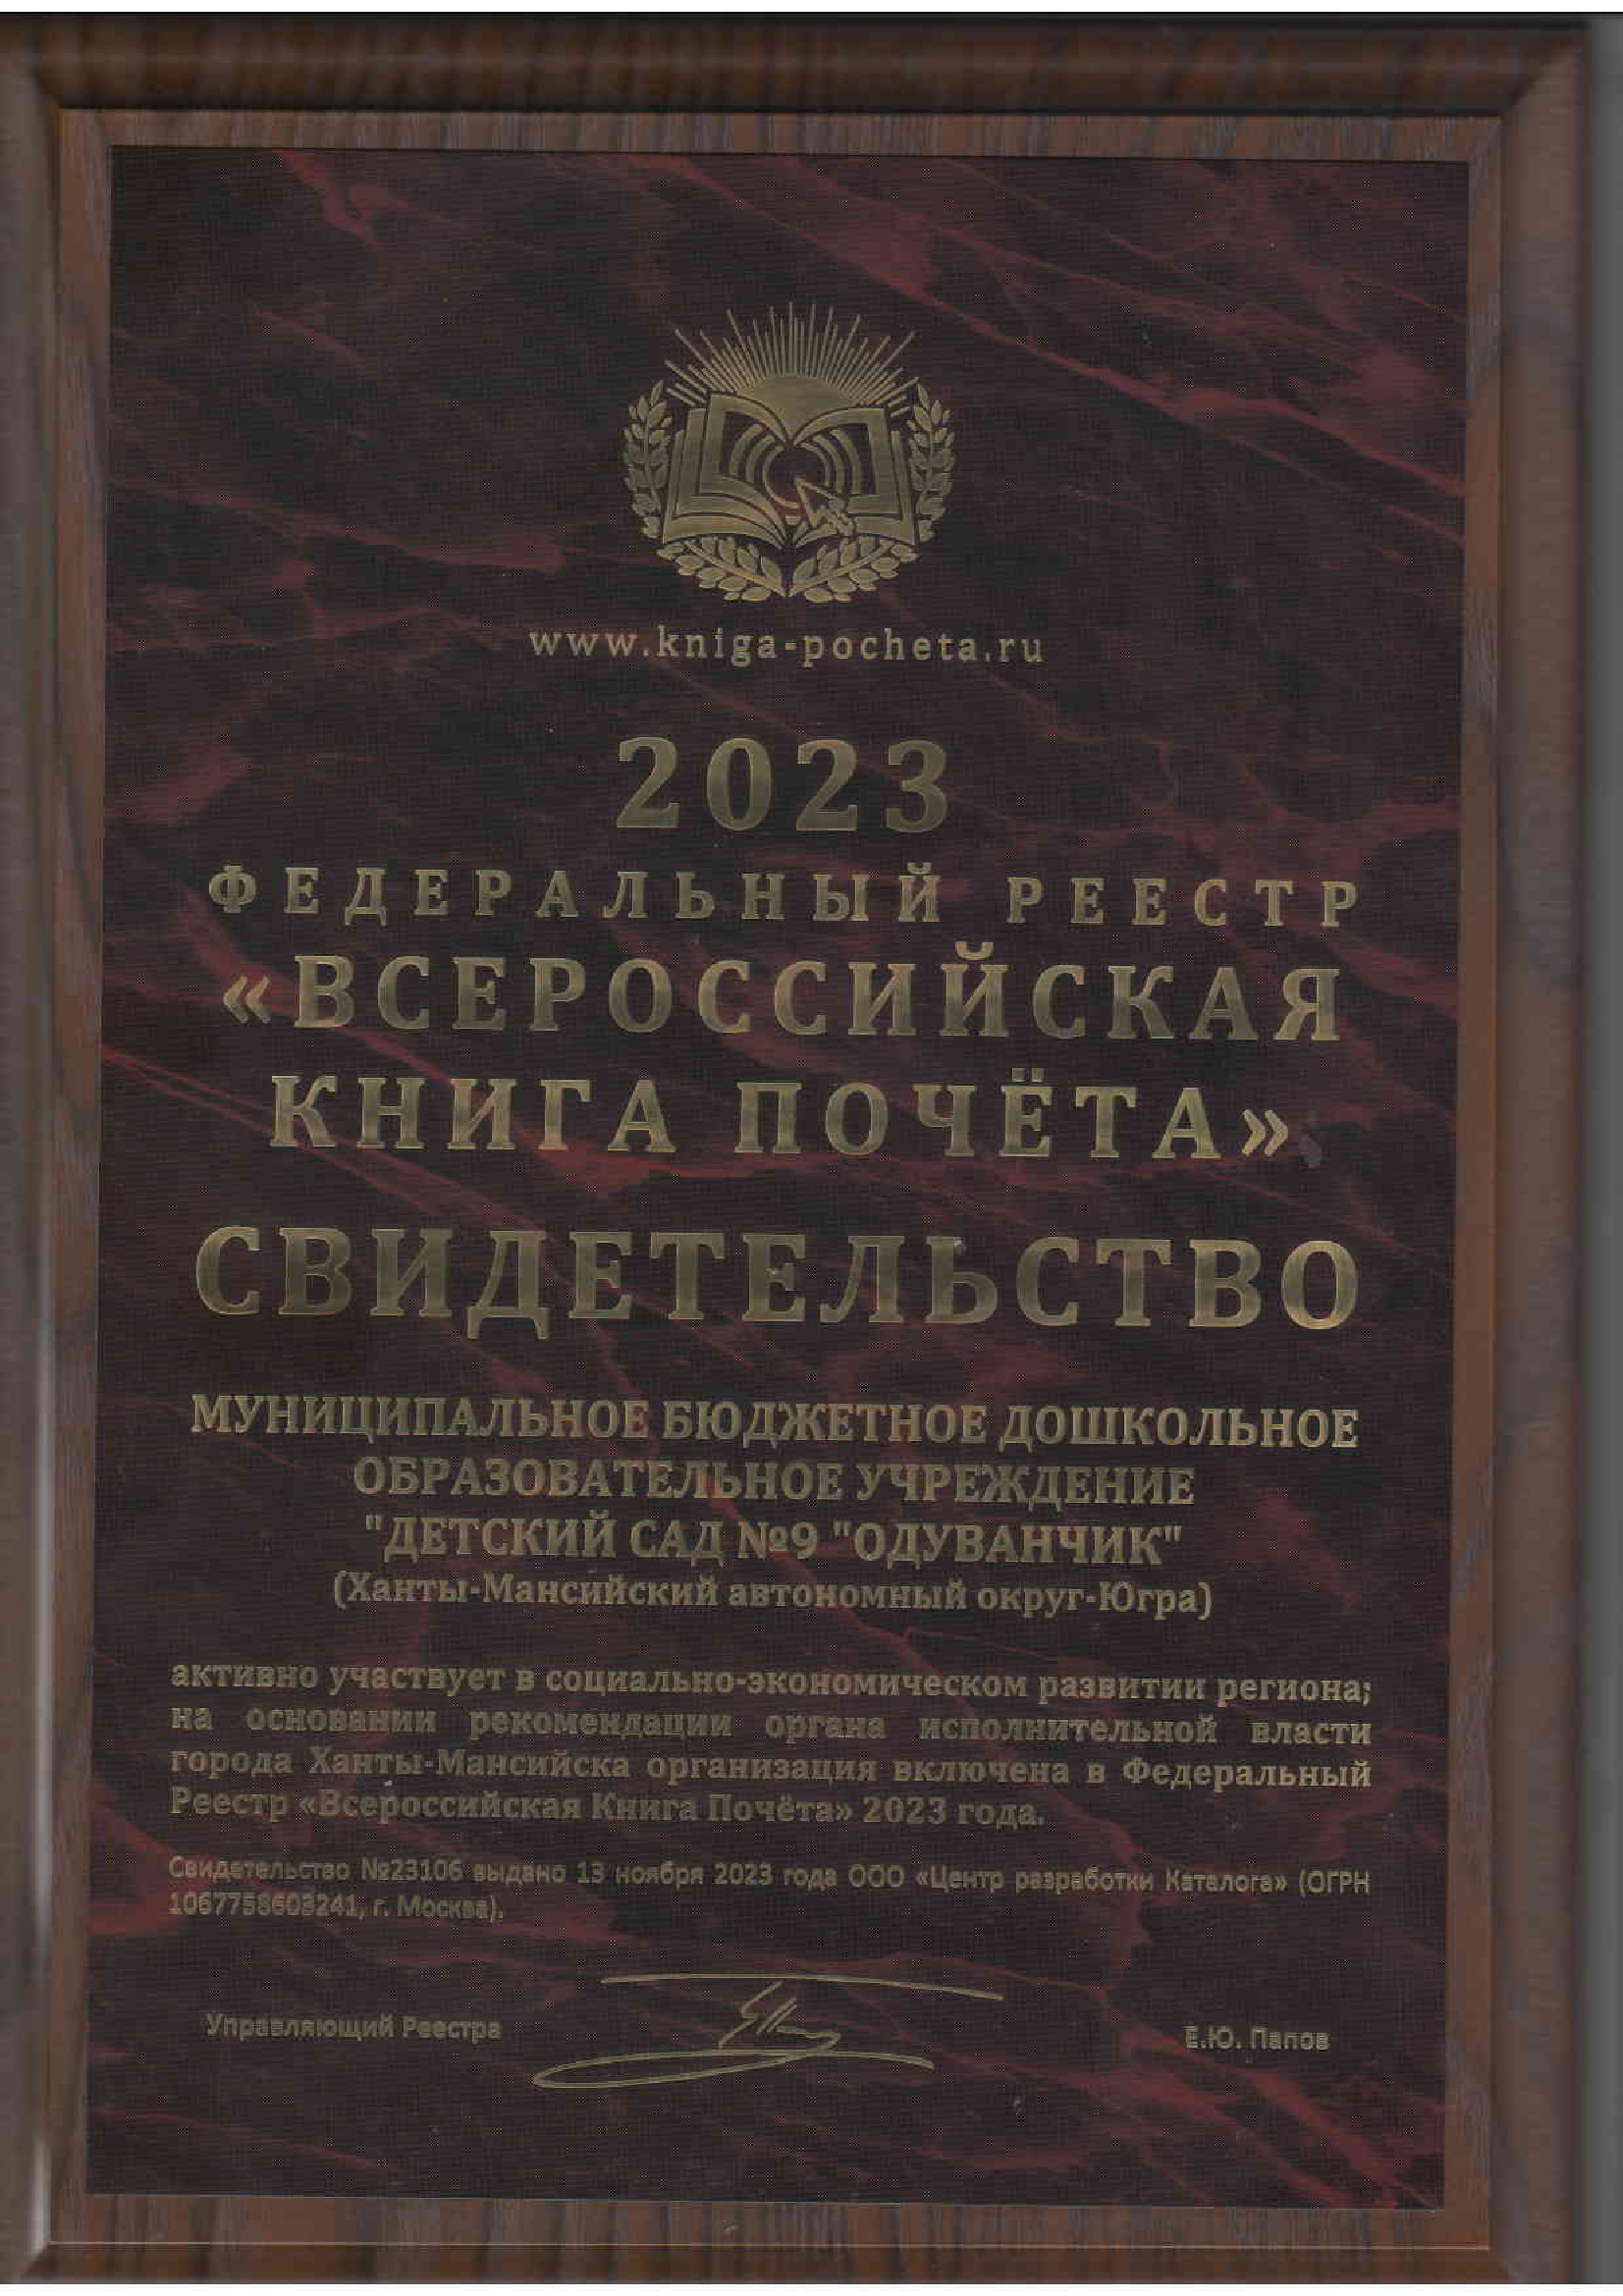 www.kniga-pocheta.ru
2023
ФЕДЕРАЛЬНЫЙ РЕЕСТР
«ВСЕРОССИЙСКАЯ
КНИГА ПОЧЁТА»
СВИДЕТЕЛЬСТВО
МУНИЦИПАЛЬНОЕ БЮДЖЕТНОЕ ДОШКОЛЬНОЕ
ОБРАЗОВАТЕЛЬНОЕ УЧРЕЖДЕНИЕ
"ДЕТСКИЙ САД №9 "ОДУВАНЧИК"
(Ханты-Мансийский автономный округ-Югра)
активно участвует в социально-экономическом развитии региона;
на основании рекомендации органа исполнительной власти
города Ханты-Мансийска организация включена в Федеральный
Реестр «Всероссийская Книга Почёта» 2023 года.
Свидетельство №23106 выдано 13 ноября 2023 года ООО «Центр разработки Каталога» (ОГРН
1067758603241, г. Москва).
Управляющий Реестра
Е.Ю. Папов